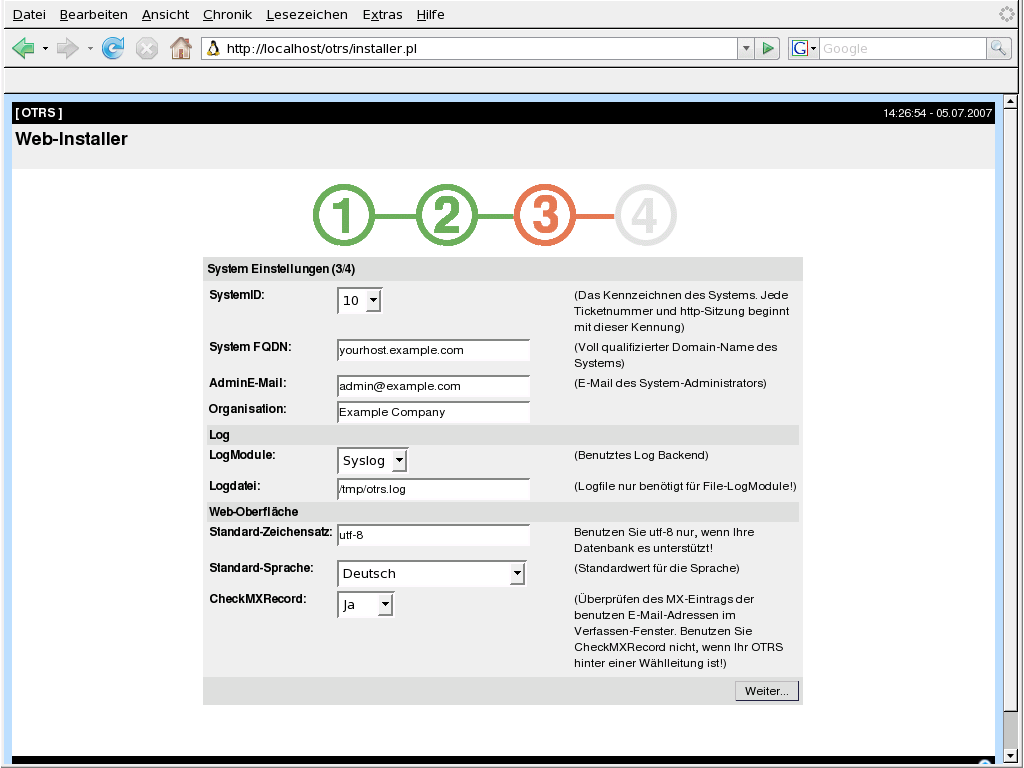 Datei Bearbeiten Ansicht Chronik Lesezeichen Extras Hilfe
http://localhost/otrs/installer.pl G Google
[ OTRS ] 14:26:54 - 05.07.2007
Web-Installer
1 2 3 4
System Einstellungen (3/4)
SystemID: 10 (Das Kennzeichen des Systems. Jede
Ticketnummer und http-Sitzung beginnt
mit dieser Kennung)
System FQDN: yourhost.example.com (Voll qualifizierter Domain-Name des
Systems)
AdminE-Mail: admin@example.com (E-Mail des System-Administrators)
Organisation: Example Company
Log
LogModule: Syslog (Benutztes Log Backend)
Logdatei: /tmp/otrs.log (Logfile nur benötigt für File-LogModule!)
Web-Oberfläche
Standard-Zeichensatz: utf-8 Benutzen Sie utf-8 nur, wenn Ihre
Datenbank es unterstützt!
Standard-Sprache: Deutsch (Standardwert für die Sprache)
CheckMXRecord: Ja (Überprüfen des MX-Eintrags der
benutzen E-Mail-Adressen im
Verfassen-Fenster. Benutzen Sie
CheckMXRecord nicht, wenn Ihr OTRS
hinter einer Wählleitung ist!)
Weiter...